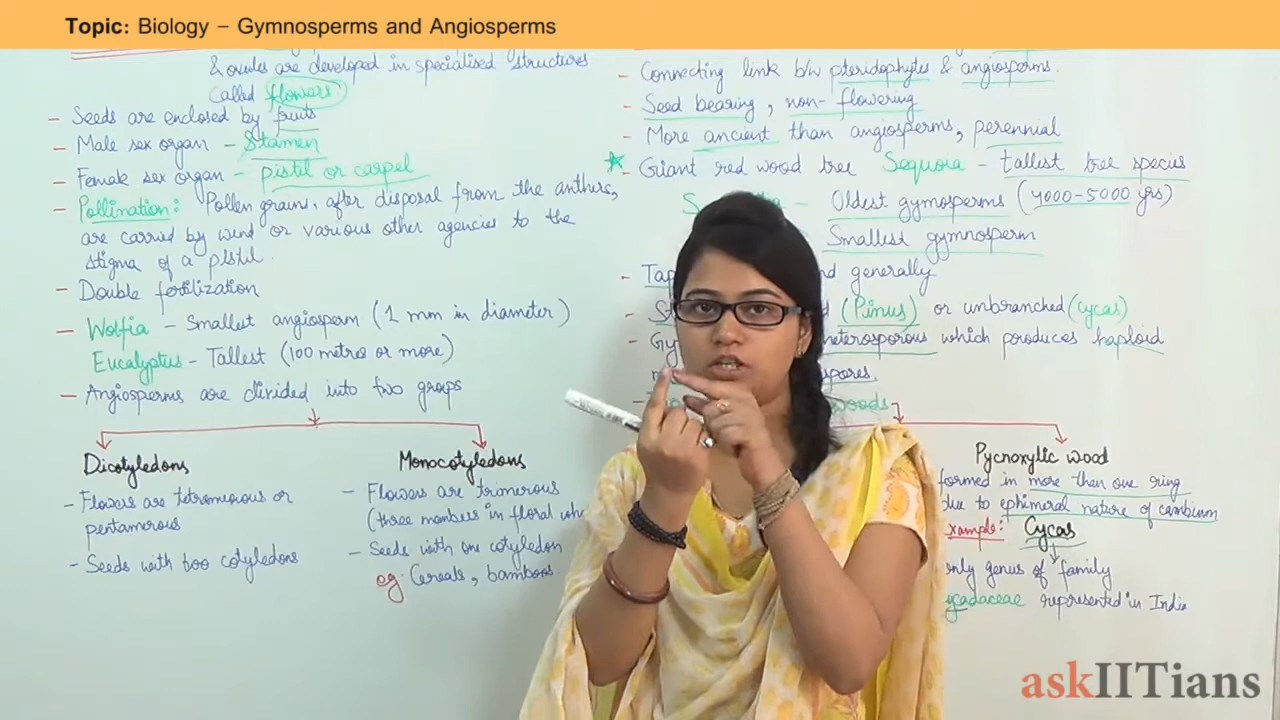 Topic: Biology – Gymnosperms and Angiosperms
& ovules are developed in specialised structures
called flowers
- Seeds are enclosed by fruits
- Male sex organ - Stamen
- Female sex organ - pistil or carpel
- Pollination: Pollen grains, after disposal from the anthers,
are carried by wind or various other agencies to the
stigma of a pistil.
- Double fertilization
- Wolfia - Smallest angiosperm (1 mm in diameter)
Eucalyptus - Tallest (100 metres or more)
- Angiosperms are divided into two groups
Dicotyledons
- Flowers are tetramerous or
pentamerous
- Seeds with two cotyledons
Monocotyledons
- Flowers are trimerous
(three members in floral
- Seeds with one cotyledon
eg: Cereals, bamboos
- Connecting link b/w pteridophytes & angiosperms.
- Seed bearing, non-flowering
- More ancient than angiosperms, perennial
- Giant red wood tree Sequora - tallest tree species
- Oldest gymosperms (4000-5000 yrs)
Smallest gymnosperm
- Tap generally
- (Pinus) or unbranched (cycas)
- Gy heterosporous which produces haploid
spores.
- woods
Pycnoxylic wood
formed in more than one ring
due to ephimeral nature of cambium
xample: Cycas
only genus of family
ycadaceae represented in India
askIITians